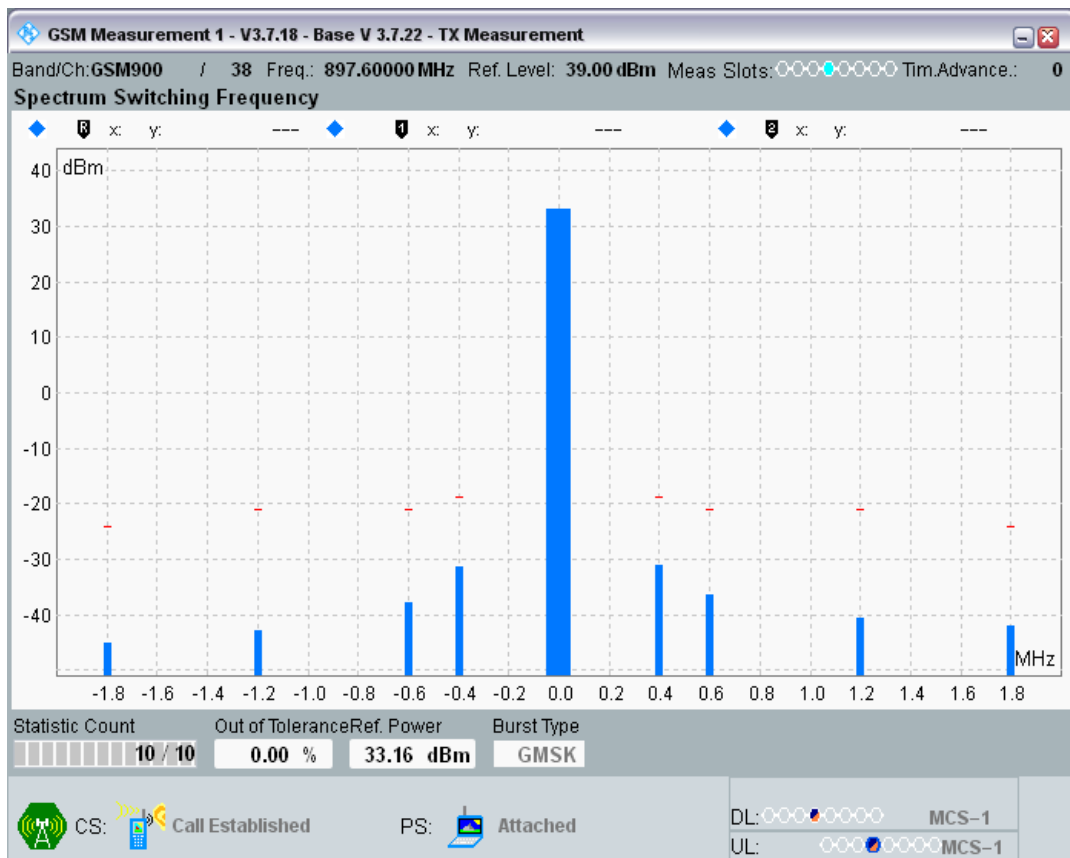 GSM Measurement 1 - V3.7.18 - Base V 3.7.22 - TX Measurement
Band/Ch:GSM900 / 38 Freq.: 897.60000 MHz Ref. Level: 39.00 dBm Meas Slots: Tim.Advance.: 0
Spectrum Switching Frequency
R x: y: --- 1 x: y: --- 2 x: y: ---
dBm
40
30
20
10
0
-10
-20
-30
-40
MHz
-1.8 -1.6 -1.4 -1.2 -1.0 -0.8 -0.6 -0.4 -0.2 0.0 0.2 0.4 0.6 0.8 1.0 1.2 1.4 1.6 1.8
Statistic Count Out of Tolerance Ref. Power Burst Type
10 / 10 0.00 % 33.16 dBm GMSK
CS: Call Established PS: Attached
DL: MCS-1
UL: MCS-1